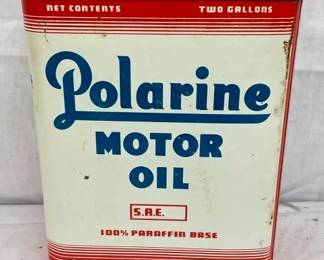 NET CONTENTS TWO GALLONS
Polarine
MOTOR
OIL
S.A.E.
100% PARAFFIN BASE